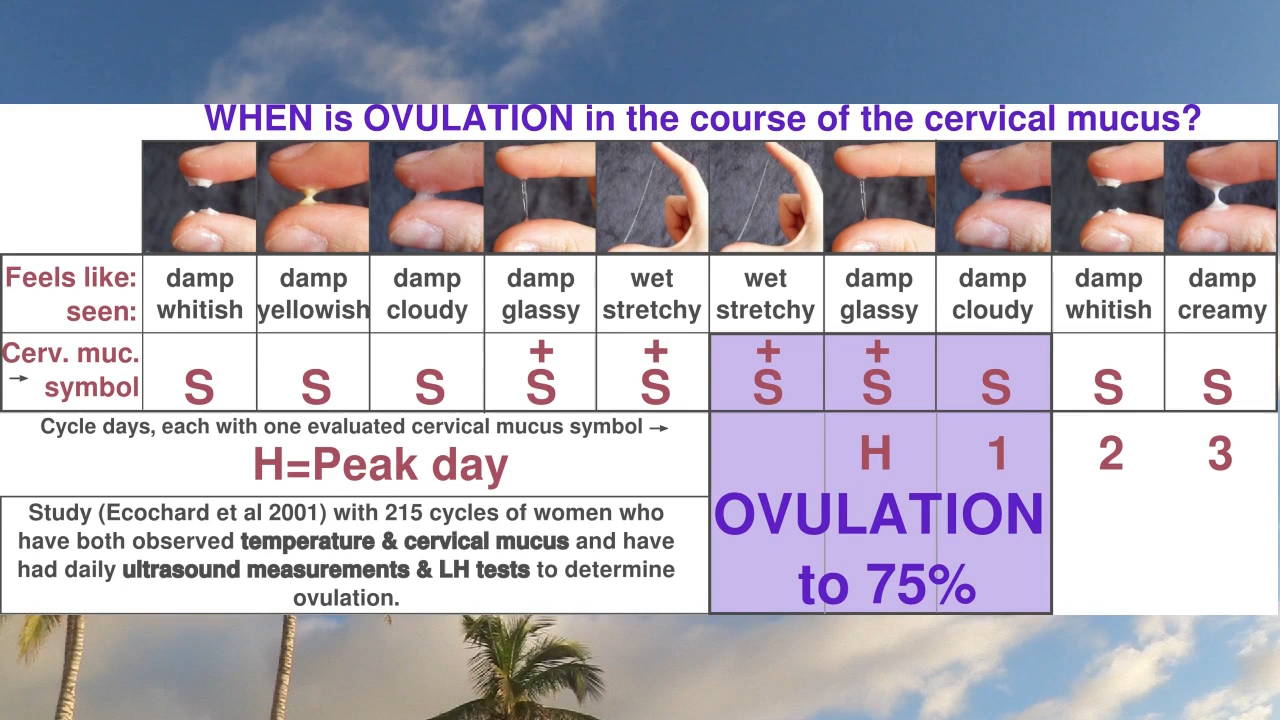 WHEN is OVULATION in the course of the cervical mucus?
Feels like: damp damp damp damp wet wet damp damp damp damp
seen: whitish yellowish cloudy glassy stretchy stretchy glassy cloudy whitish creamy
Cerv. muc. + + + +
→ symbol S S S S S S S S S S
Cycle days, each with one evaluated cervical mucus symbol →
H=Peak day
H 1 2 3
Study (Ecochard et al 2001) with 215 cycles of women who
have both observed temperature & cervical mucus and have
had daily ultrasound measurements & LH tests to determine
ovulation.
OVULATION
to 75%